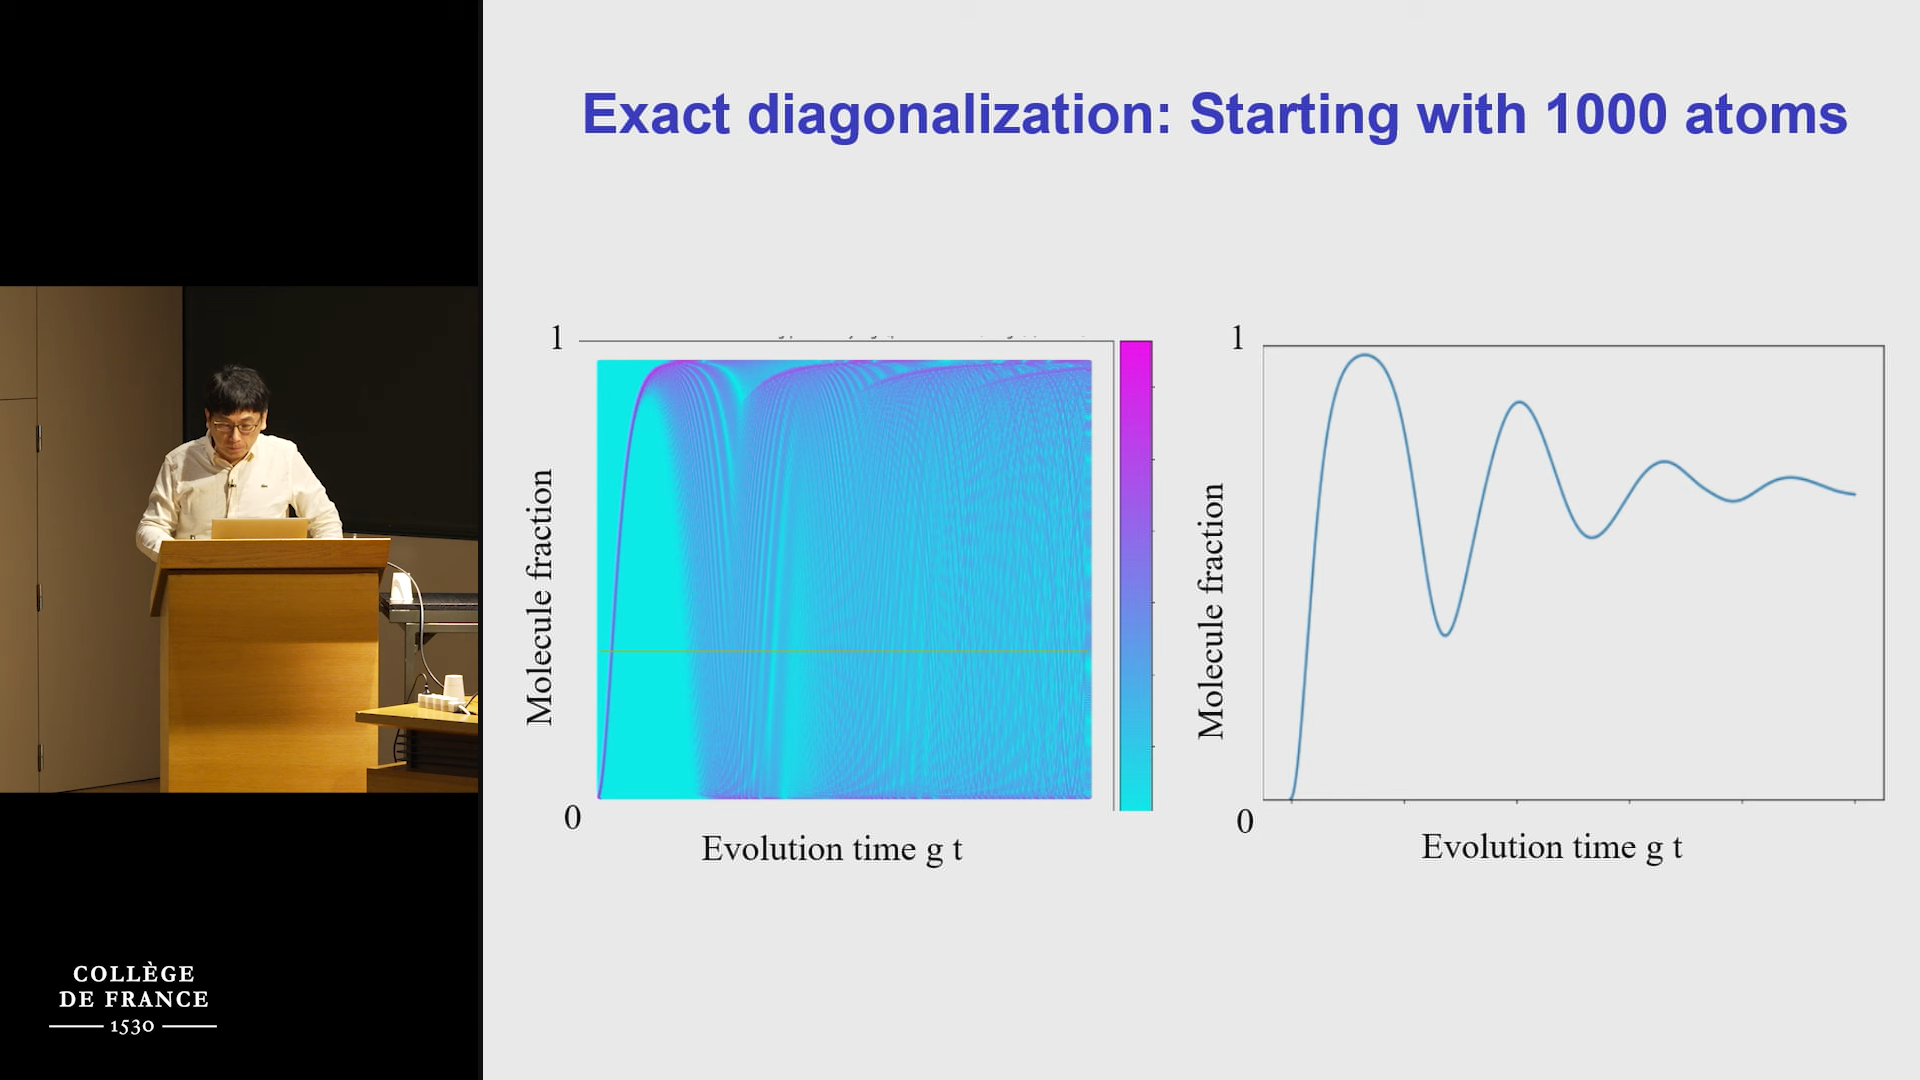 Exact diagonalization: Starting with 1000 atoms
1
Molecule fraction
0
Evolution time g t
1
Molecule fraction
0
Evolution time g t
COLLÈGE
DE FRANCE
1530